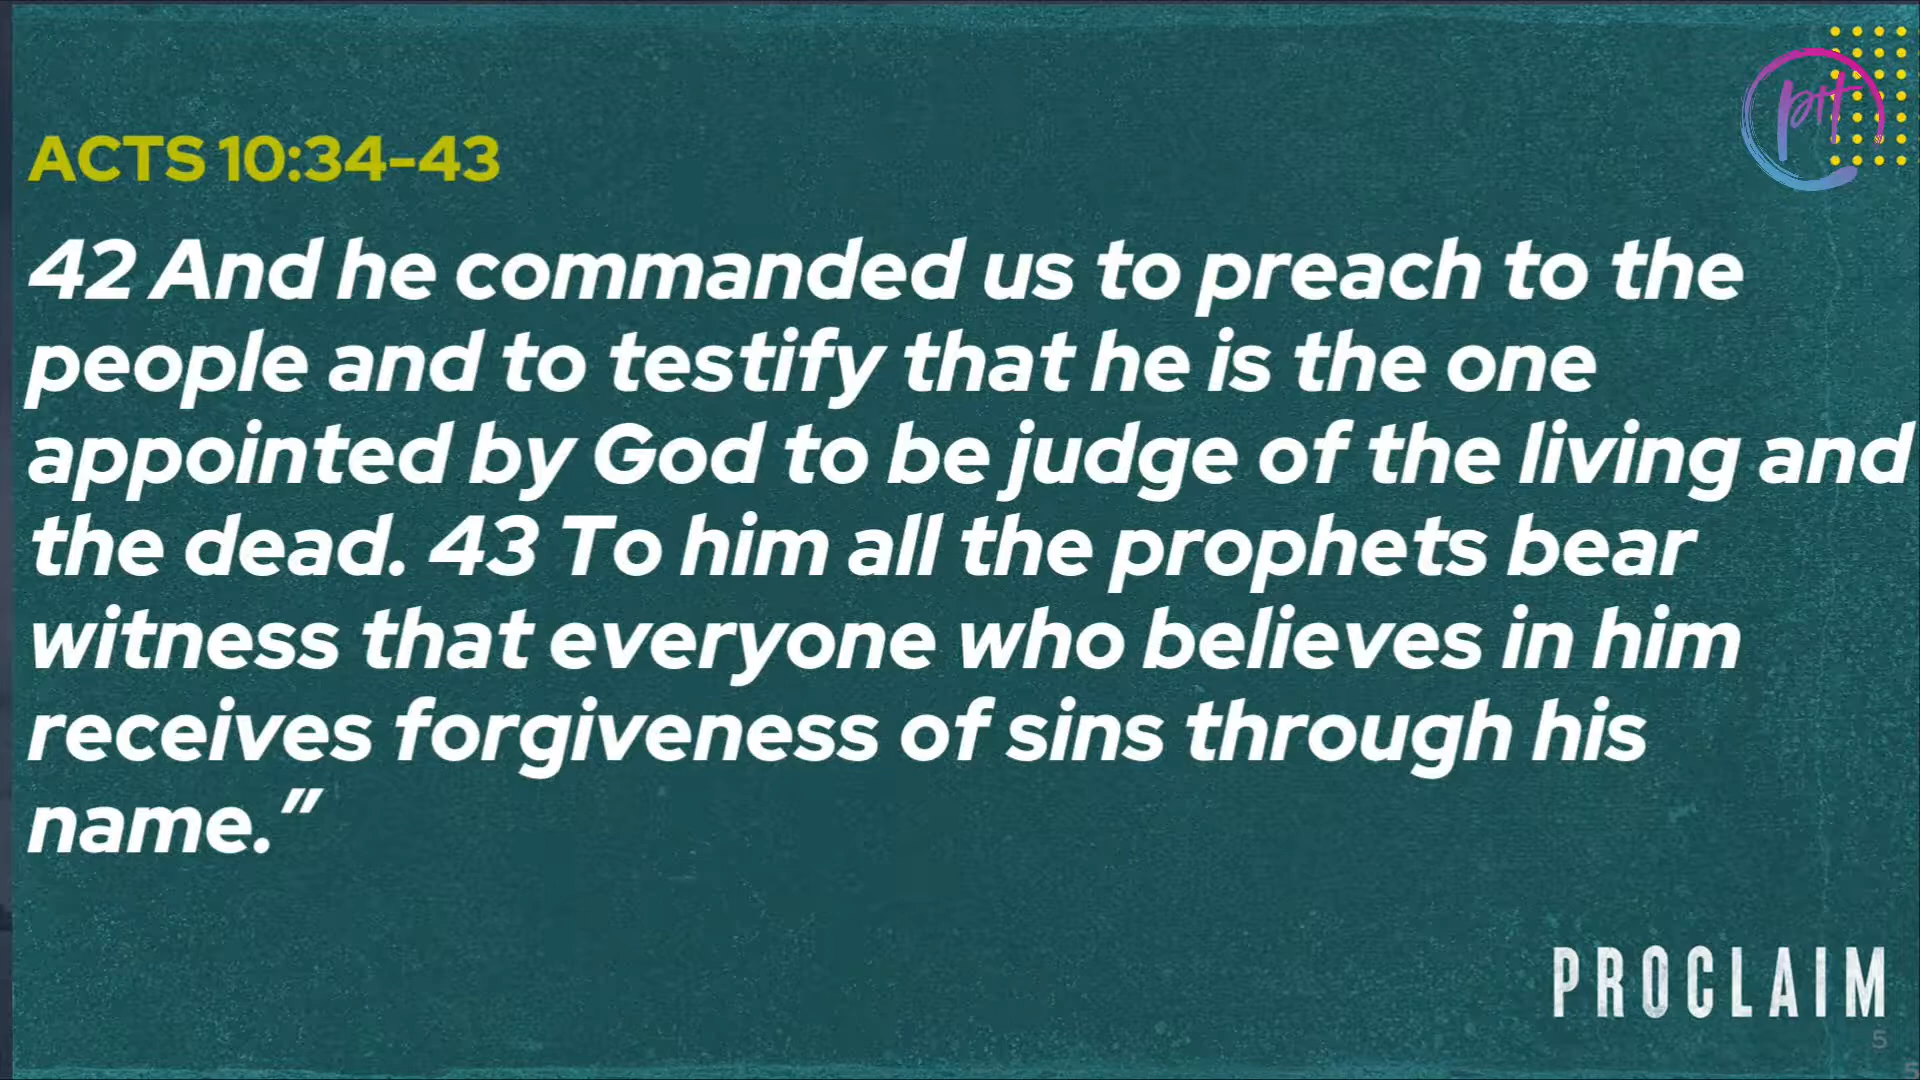 ACTS 10:34-43
42 And he commanded us to preach to the
people and to testify that he is the one
appointed by God to be judge of the living and
the dead. 43 To him all the prophets bear
witness that everyone who believes in him
receives forgiveness of sins through his
name.”
PROCLAIM
5
5